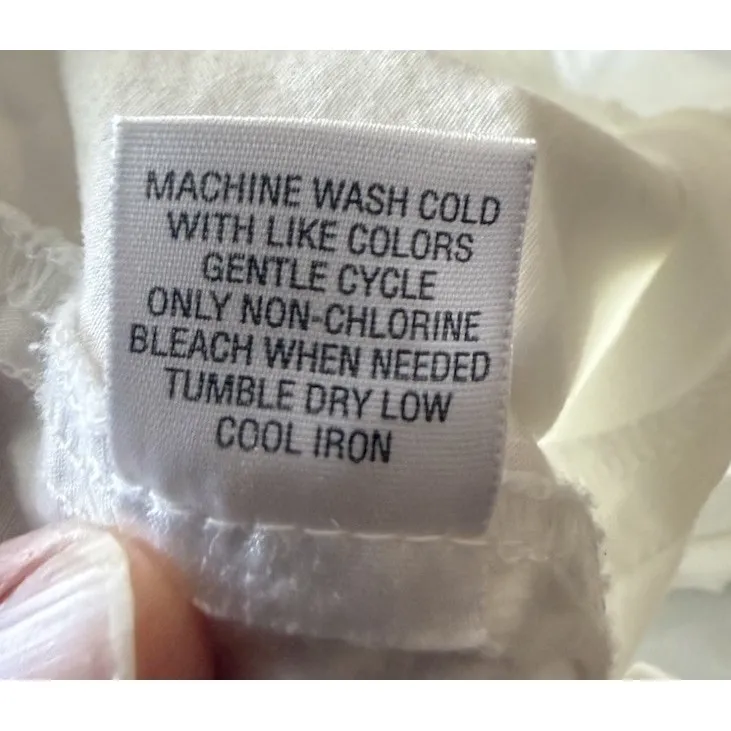 MACHINE WASH COLD
WITH LIKE COLORS
GENTLE CYCLE
ONLY NON-CHLORINE
BLEACH WHEN NEEDED
TUMBLE DRY LOW
COOL IRON